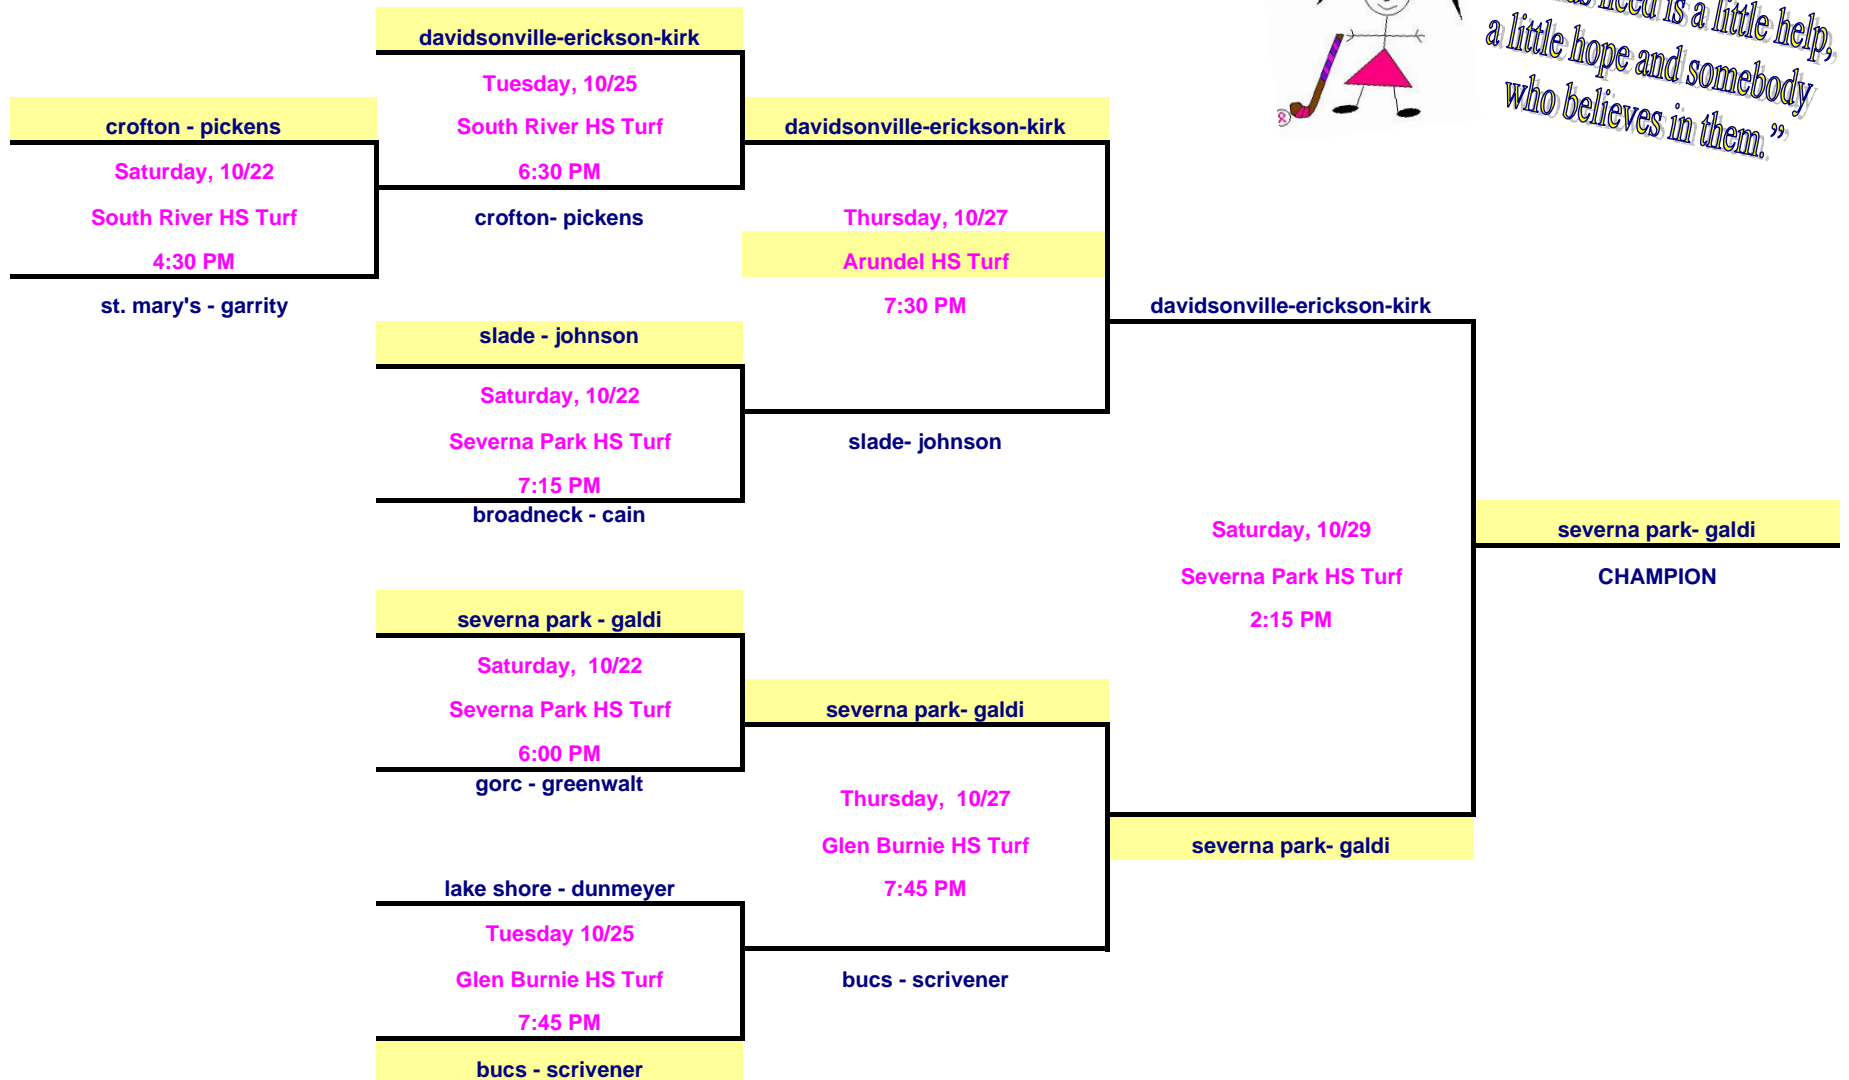 need is a little help,
a little hope and somebody
who believes in them.”
davidsonville-erickson-kirk
Tuesday, 10/25
South River HS Turf
6:30 PM
crofton- pickens
crofton - pickens
Saturday, 10/22
South River HS Turf
4:30 PM
st. mary's - garrity
davidsonville-erickson-kirk
Thursday, 10/27
Arundel HS Turf
7:30 PM
slade- johnson
slade - johnson
Saturday, 10/22
Severna Park HS Turf
7:15 PM
broadneck - cain
davidsonville-erickson-kirk
Saturday, 10/29
Severna Park HS Turf
2:15 PM
severna park- galdi
severna park- galdi
CHAMPION
severna park - galdi
Saturday,  10/22
Severna Park HS Turf
6:00 PM
gorc - greenwalt
severna park- galdi
Thursday,  10/27
Glen Burnie HS Turf
7:45 PM
bucs - scrivener
lake shore - dunmeyer
Tuesday 10/25
Glen Burnie HS Turf
7:45 PM
bucs - scrivener